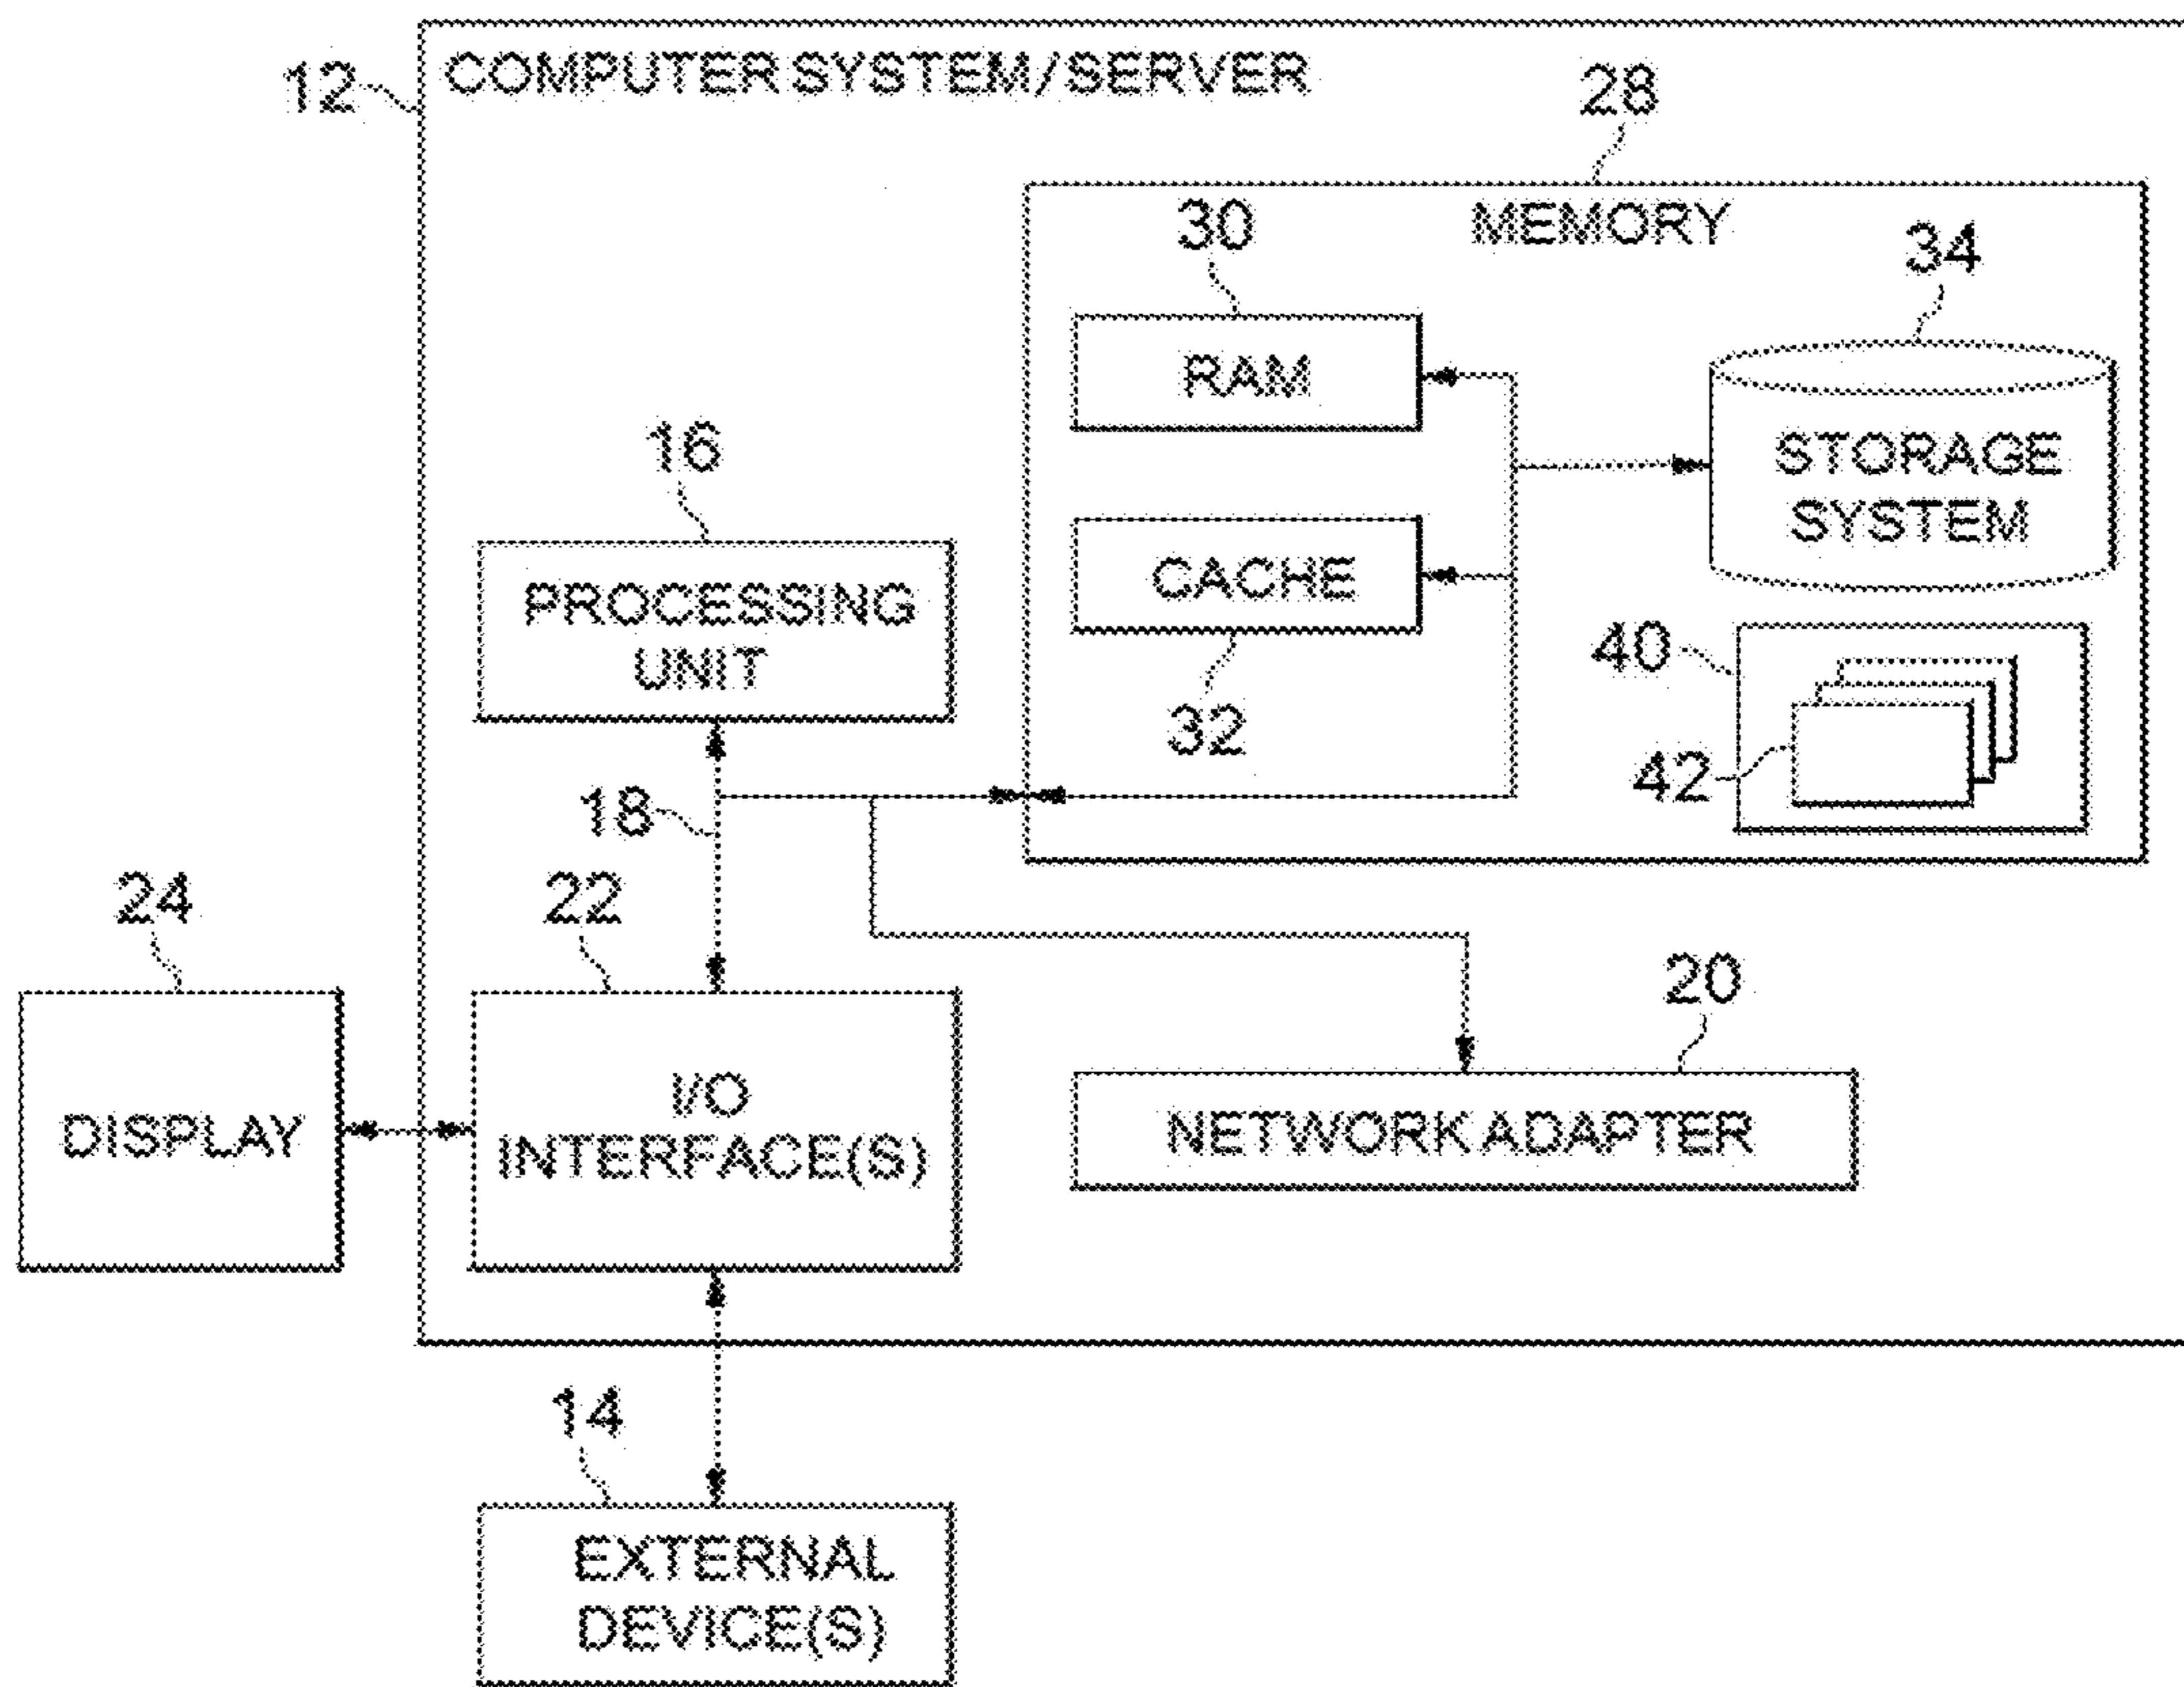 12
COMPUTER SYSTEM/SERVER
28
MEMORY
30
34
RAM
STORAGE
SYSTEM
16
PROCESSING
UNIT
CACHE
32
40
42
18
24
22
20
DISPLAY
I/O
INTERFACE(S)
NETWORK ADAPTER
14
EXTERNAL
DEVICE(S)